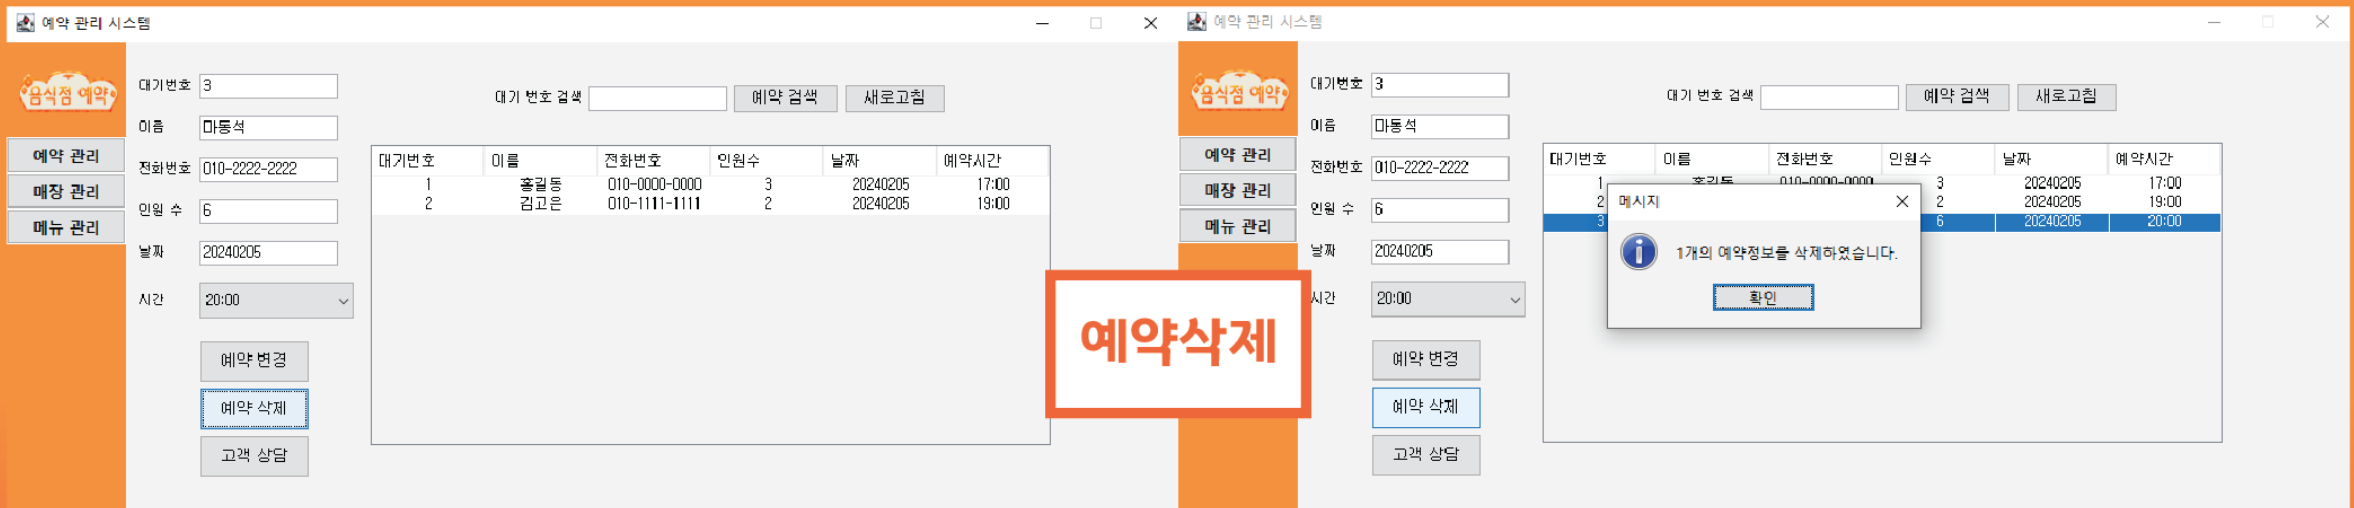 예약 관리 시스템
음식점 예약
예약 관리
매장 관리
메뉴 관리
대기번호 3
이름 마동석
전화번호 010-2222-2222
인원 수 6
날짜 20240205
시간 20:00
예약 변경
예약 삭제
고객 상담
대기 번호 검색 예약 검색 새로고침
대기번호 이름 전화번호 인원수 날짜 예약시간
1 홍길동 010-0000-0000 3 20240205 17:00
2 김고은 010-1111-1111 2 20240205 19:00
예약삭제
예약 관리 시스템
음식점 예약
예약 관리
매장 관리
메뉴 관리
대기번호 3
이름 마동석
전화번호 010-2222-2222
인원 수 6
날짜 20240205
시간 20:00
예약 변경
예약 삭제
고객 상담
대기 번호 검색 예약 검색 새로고침
대기번호 이름 전화번호 인원수 날짜 예약시간
1 홍길동 010-0000-0000 3 20240205 17:00
2 2 20240205 19:00
3 6 20240205 20:00
메시지
1개의 예약정보를 삭제하였습니다.
확인